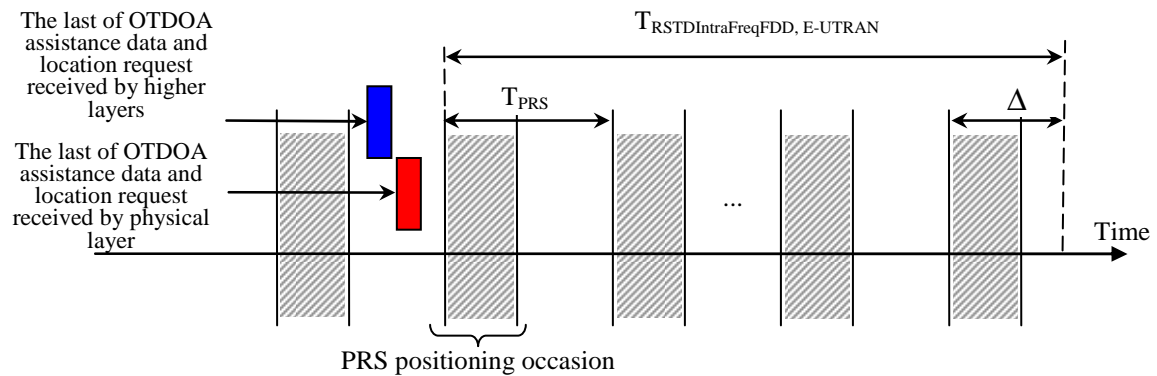 The last of OTDOA
assistance data and
location request
received by higher
layers
T_RSTDIntraFreqFDD, E-UTRAN
T_PRS
Δ
The last of OTDOA
assistance data and
location request
received by physical
layer
...
Time
PRS positioning occasion